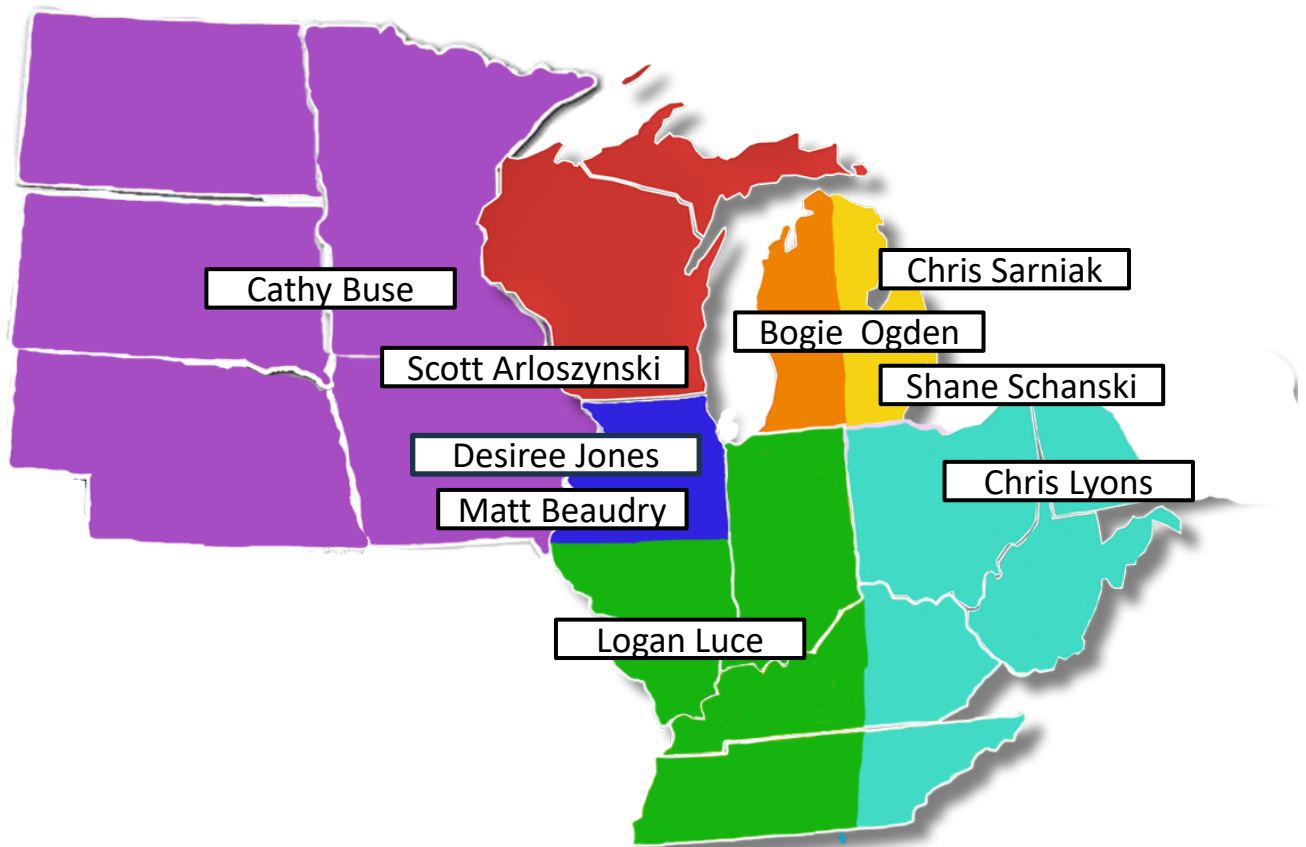 Chris Sarniak
Cathy Buse
Bogie  Ogden
Scott Arloszynski
Shane Schanski
Desiree Jones
Chris Lyons
Matt Beaudry
Logan Luce